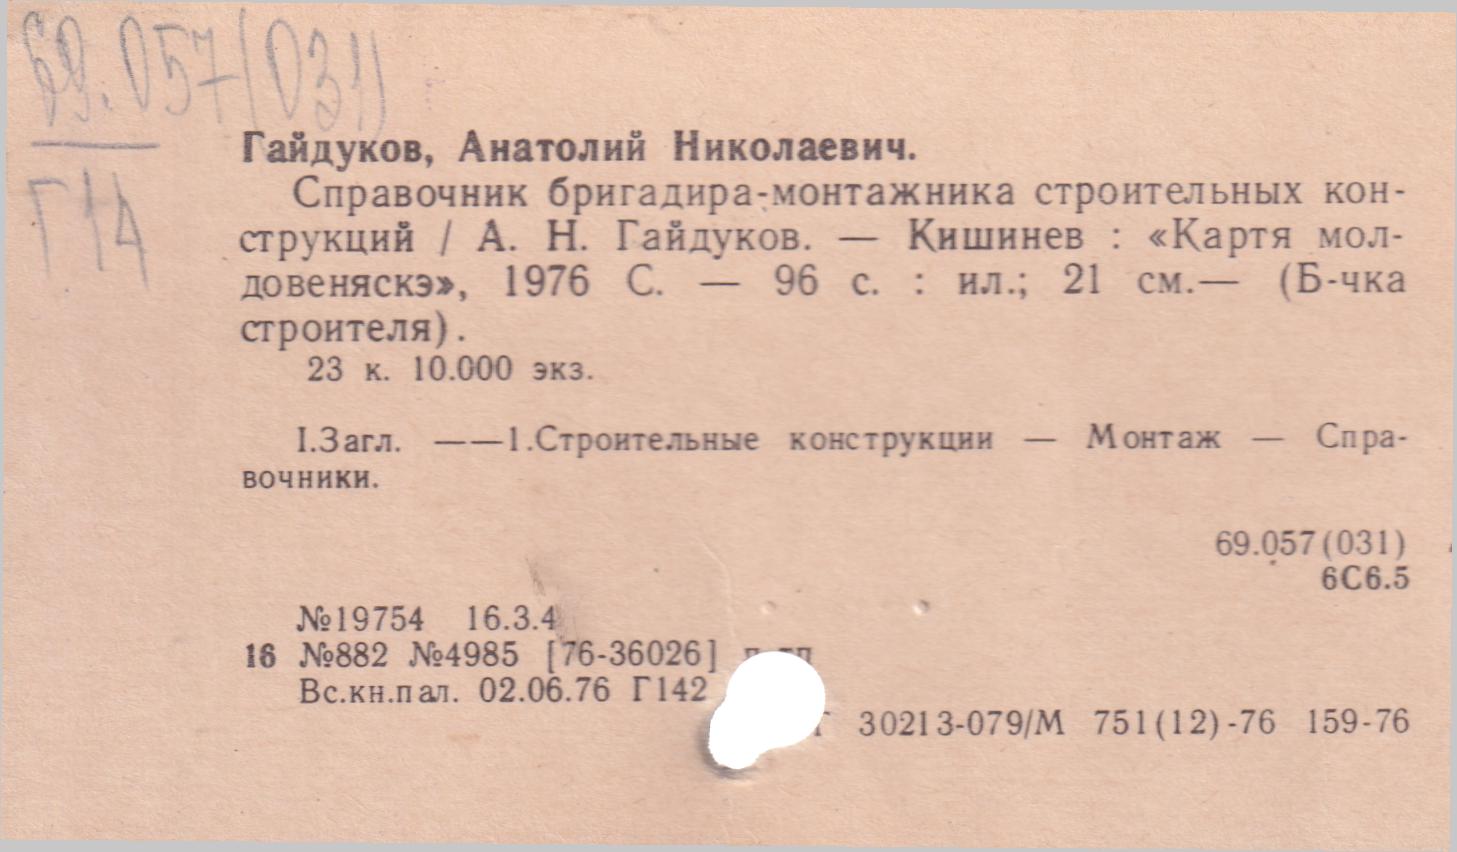 69.057(031)
Г14
Гайдуков, Анатолий Николаевич.
Справочник бригадира-монтажника строительных кон-
струкций / А. Н. Гайдуков. — Кишинев : «Картя мол-
довеняскэ», 1976 С. — 96 с. : ил.; 21 см.— (Б-чка
строителя).
23 к. 10.000 экз.
I.Загл. ——1.Строительные конструкции — Монтаж — Спра-
вочники.
69.057(031)
6С6.5
№19754 16.3.4
16 №882 №4985 [76-36026]
Вс.кн.пал. 02.06.76 Г142
30213-079/М 751(12)-76 159-76